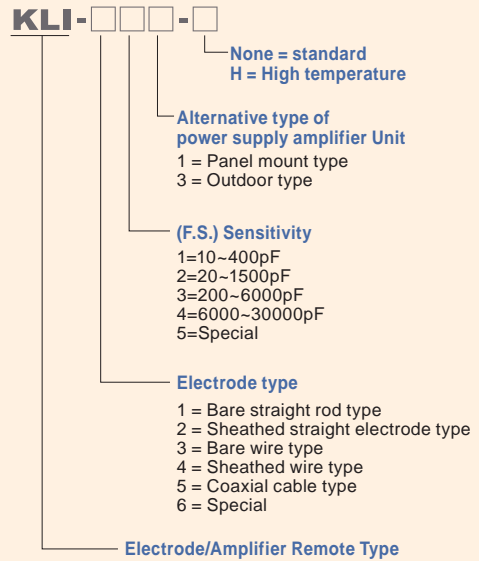 KLI-□□□-□
None = standard
H = High temperature
Alternative type of
power supply amplifier Unit
1 = Panel mount type
3 = Outdoor type
(F.S.) Sensitivity
1=10~400pF
2=20~1500pF
3=200~6000pF
4=6000~30000pF
5=Special
Electrode type
1 = Bare straight rod type
2 = Sheathed straight electrode type
3 = Bare wire type
4 = Sheathed wire type
5 = Coaxial cable type
6 = Special
Electrode/Amplifier Remote Type